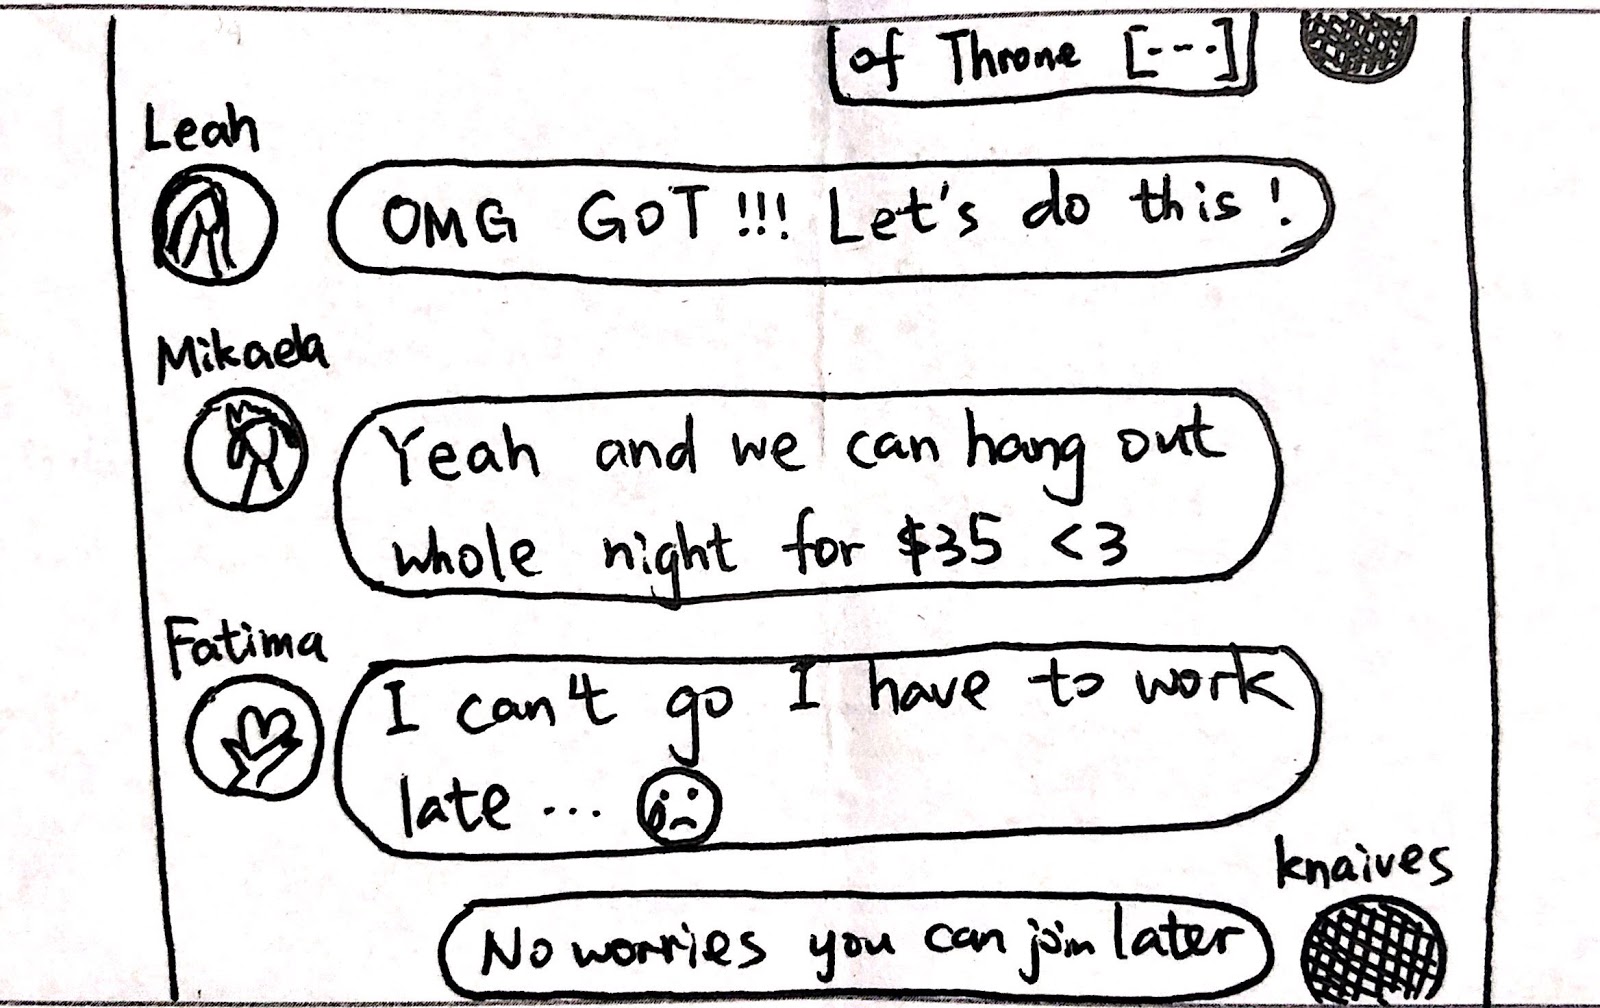 of Throne [---.]
Leah
OMG GOT !!! Let's do this !
Mikaela
Yeah and we can hang out
whole night for $35 <3
Fatima
I can't go I have to work
late ...
knaives
No worries you can join later